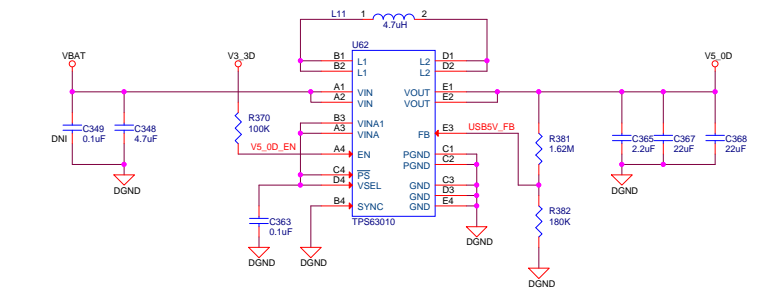 L11 1 2
4.7uH
VBAT
V3_3D
V5_0D
U62
B1 L1 L2 D1
B2 L1 L2 D2
A1 VIN VOUT E1
A2 VIN VOUT E2
B3 VINA1
A3 VINA FB E3 USB5V_FB
C349
0.1uF
DNI
C348
4.7uF
R370
100K
V5_0D_EN A4 EN
PGND C1
PGND C2
C4 PS
D4 VSEL
GND C3
GND D3
B4 SYNC GND E4
TPS63010
R381
1.62M
C365
2.2uF
C367
22uF
C368
22uF
DGND
DGND
C363
0.1uF
R382
180K
DGND
DGND
DGND
DGND